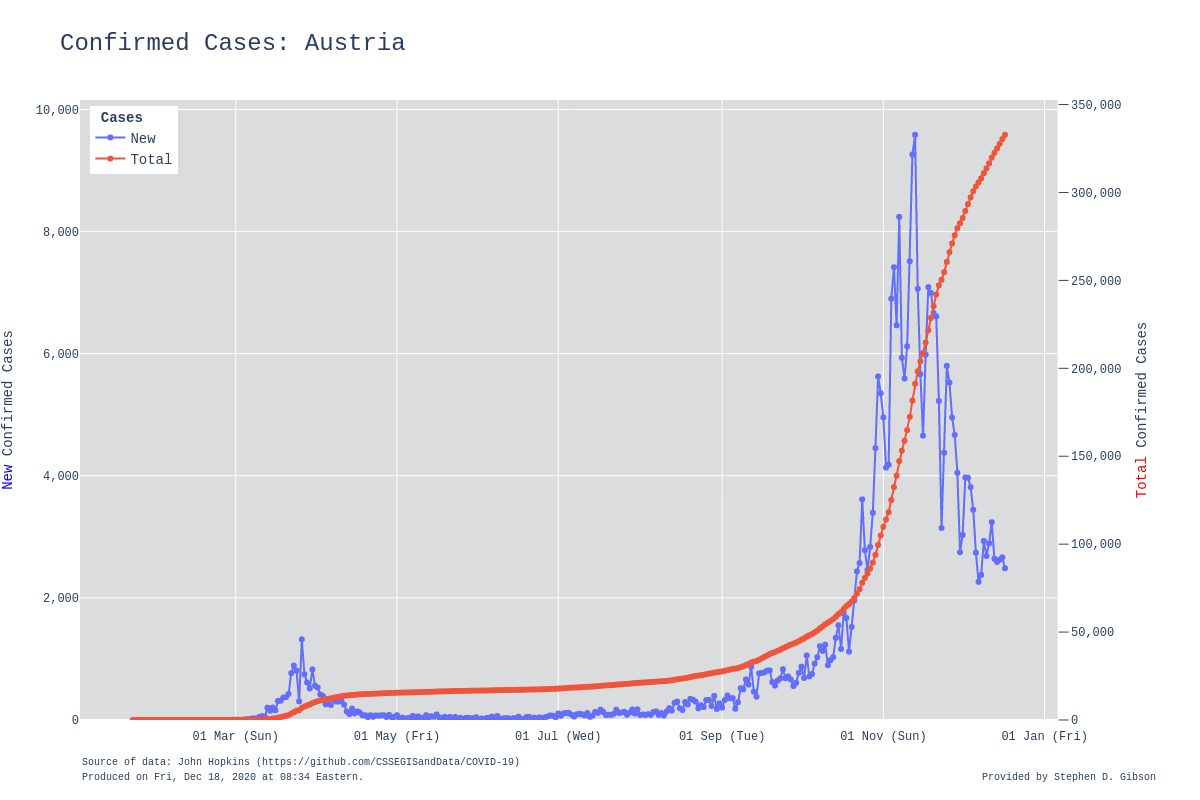 Confirmed Cases: Austria
Cases
New
Total
10,000
8,000
6,000
4,000
2,000
0
New Confirmed Cases
350,000
300,000
250,000
200,000
150,000
100,000
50,000
0
Total Confirmed Cases
01 Mar (Sun)
01 May (Fri)
01 Jul (Wed)
01 Sep (Tue)
01 Nov (Sun)
01 Jan (Fri)
Source of data: John Hopkins (https://github.com/CSSEGISandData/COVID-19)
Produced on Fri, Dec 18, 2020 at 08:34 Eastern.
Provided by Stephen D. Gibson